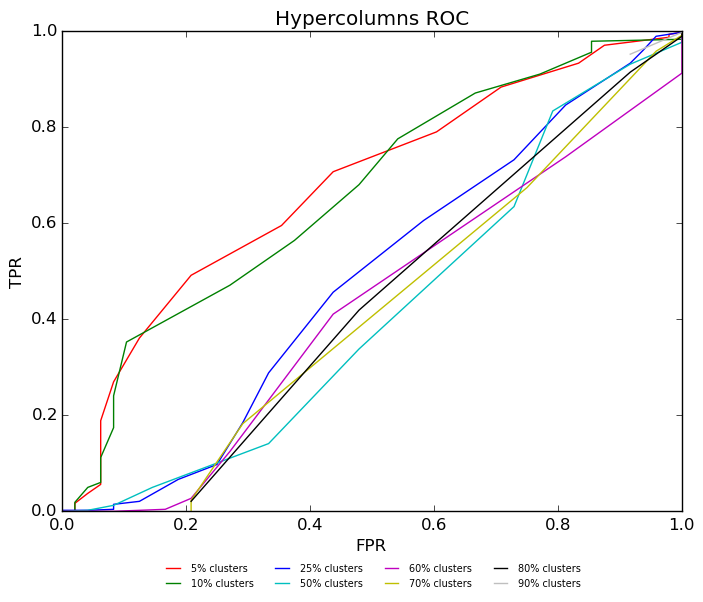 Hypercolumns ROC
1.0
0.8
0.6
0.4
0.2
0.0
TPR
0.0 0.2 0.4 0.6 0.8 1.0
FPR
5% clusters 25% clusters 60% clusters 80% clusters
10% clusters 50% clusters 70% clusters 90% clusters